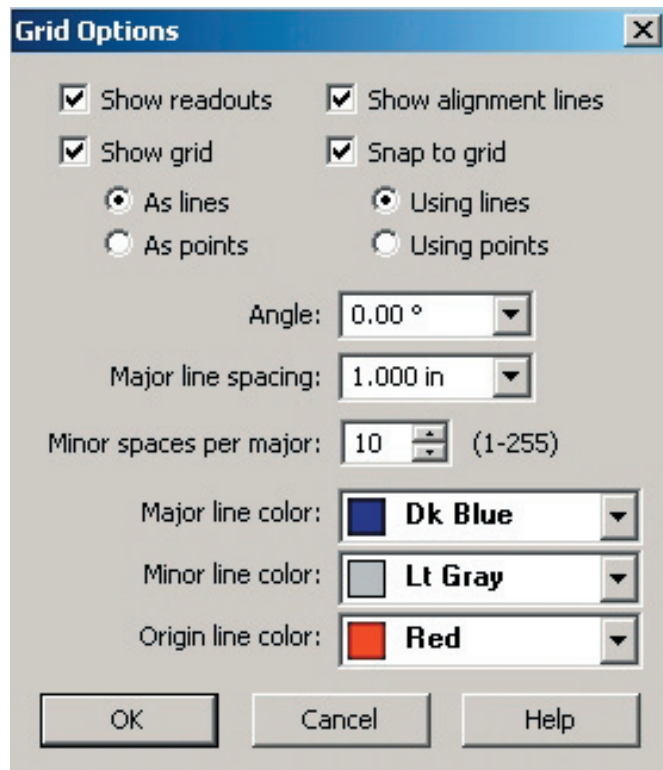 Grid Options
Show readouts Show alignment lines
Show grid Snap to grid
As lines Using lines
As points Using points
Angle: 0.00 °
Major line spacing: 1.000 in
Minor spaces per major: 10 (1-255)
Major line color: Dk Blue
Minor line color: Lt Gray
Origin line color: Red
OK Cancel Help